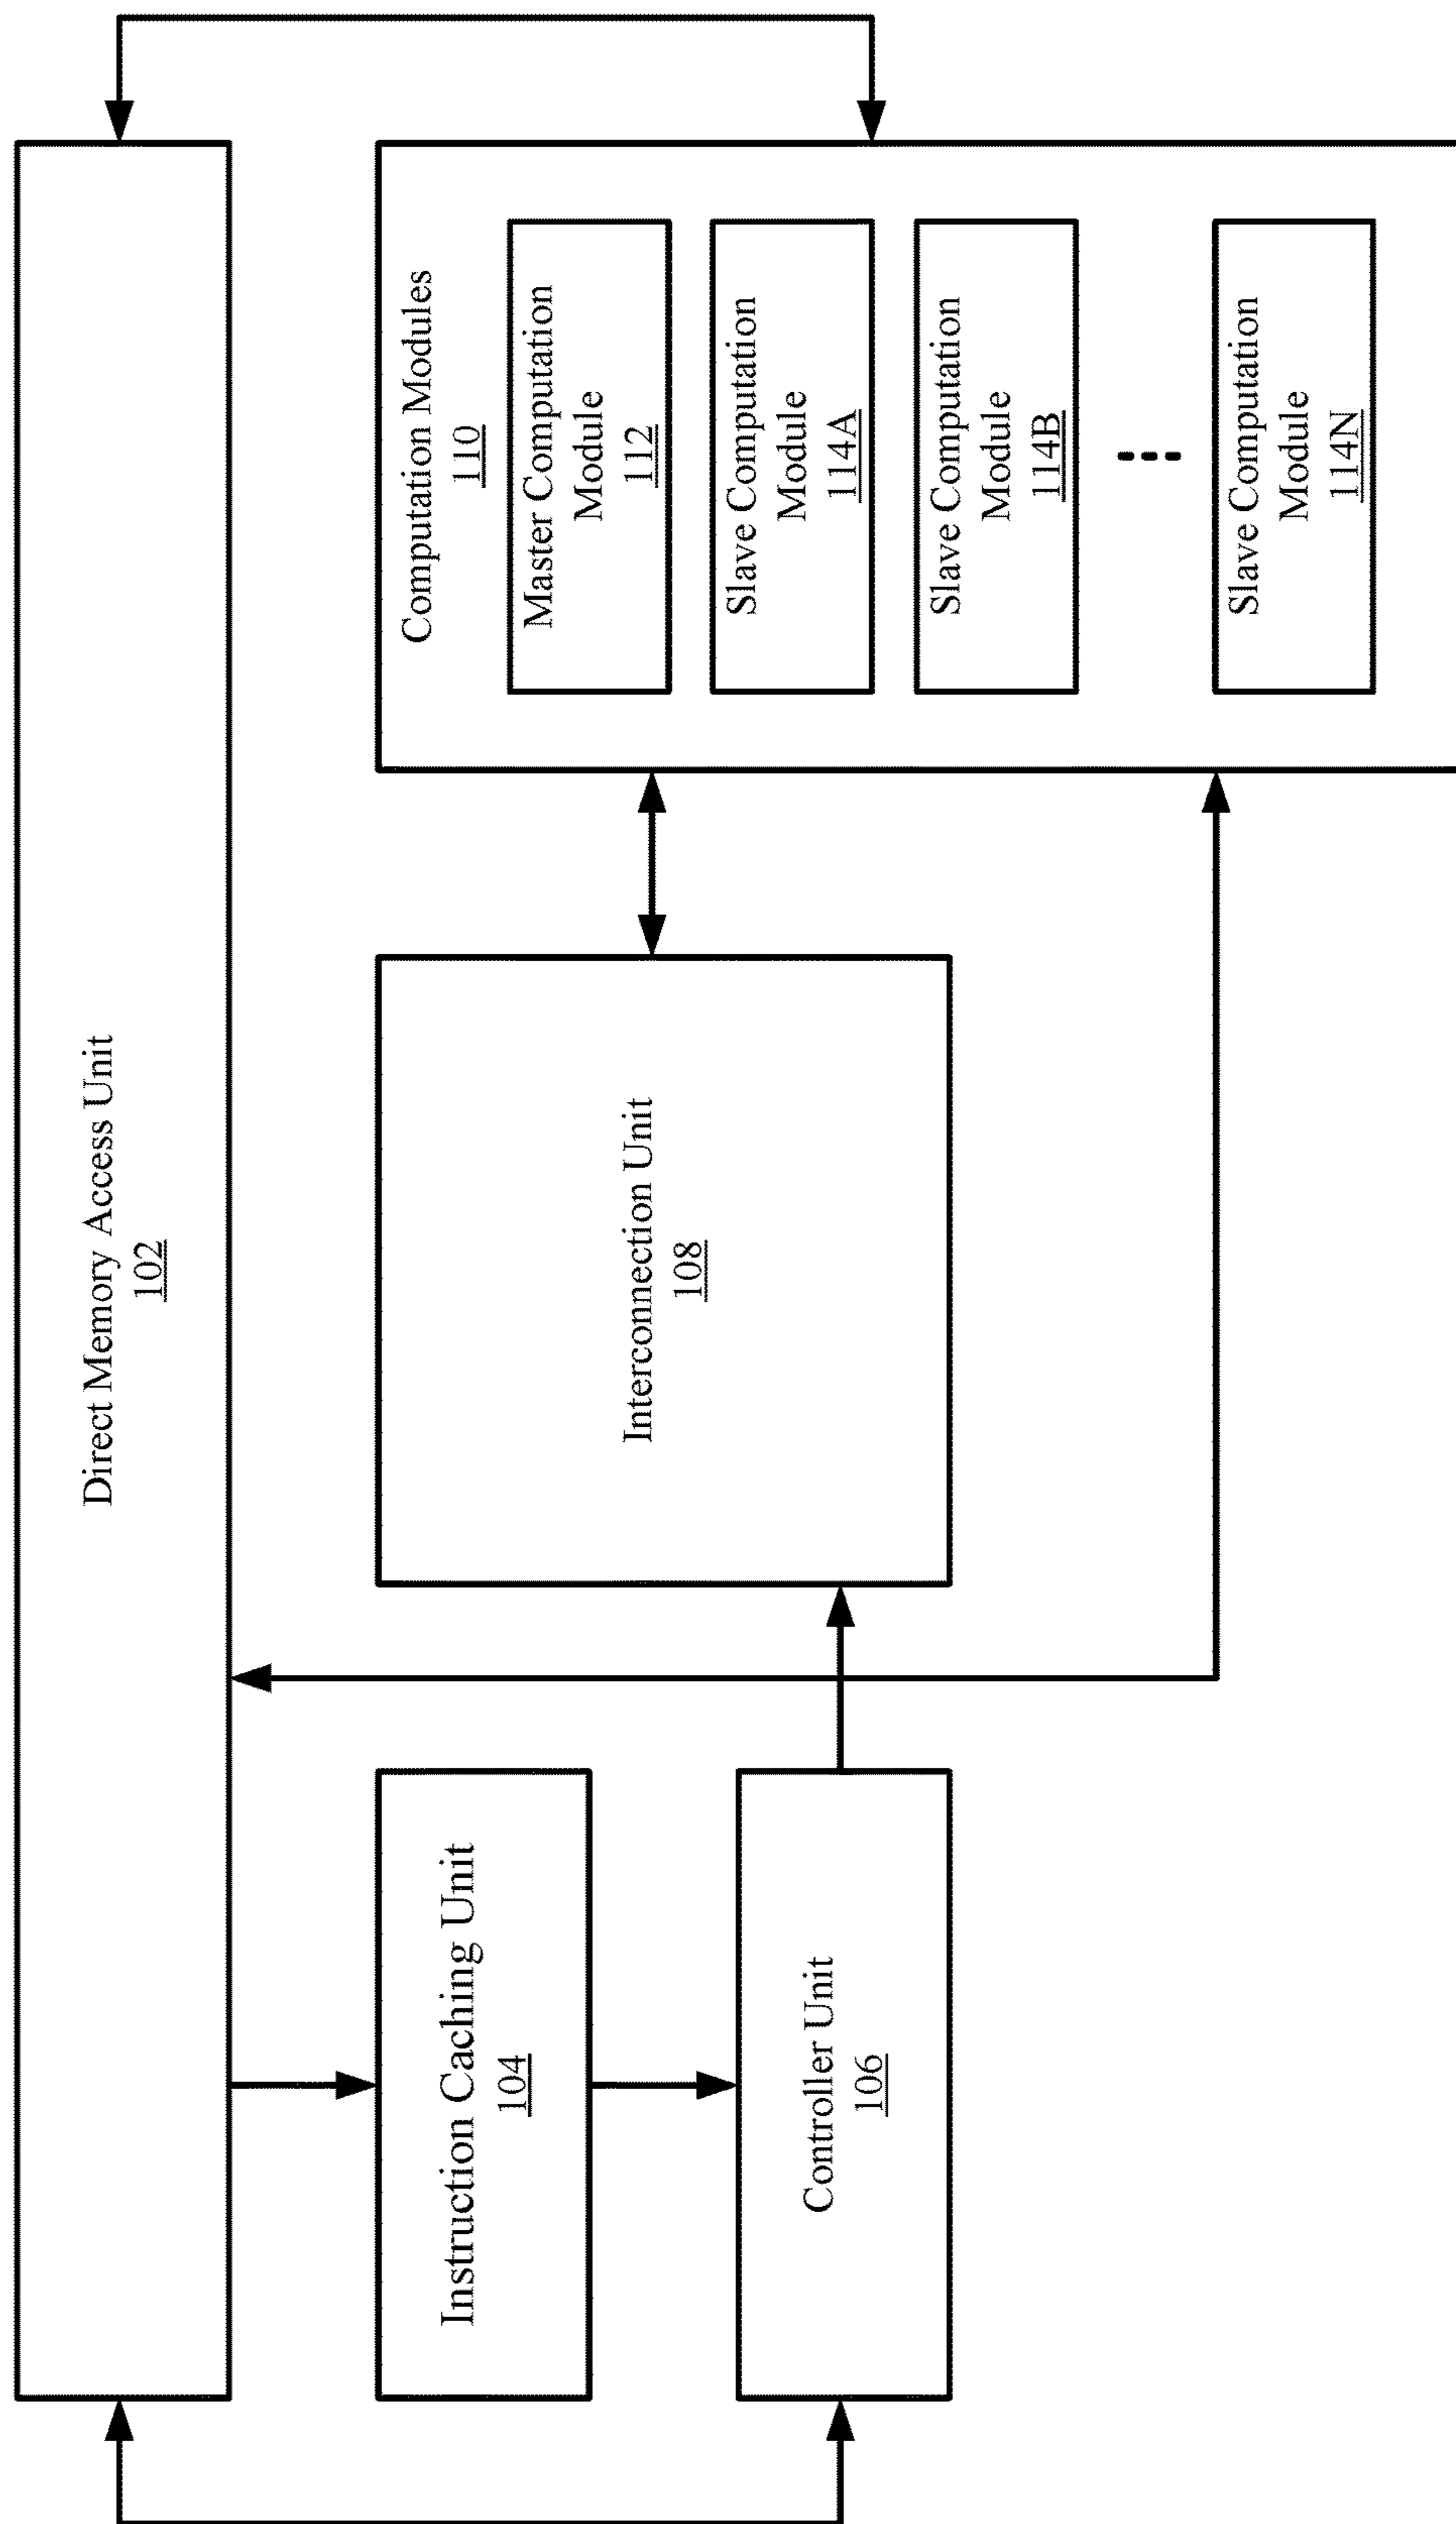 Direct Memory Access Unit
102
Instruction Caching Unit
104
Controller Unit
106
Interconnection Unit
108
Computation Modules
110
Master Computation
Module
112
Slave Computation
Module
114A
Slave Computation
Module
114B
Slave Computation
Module
114N